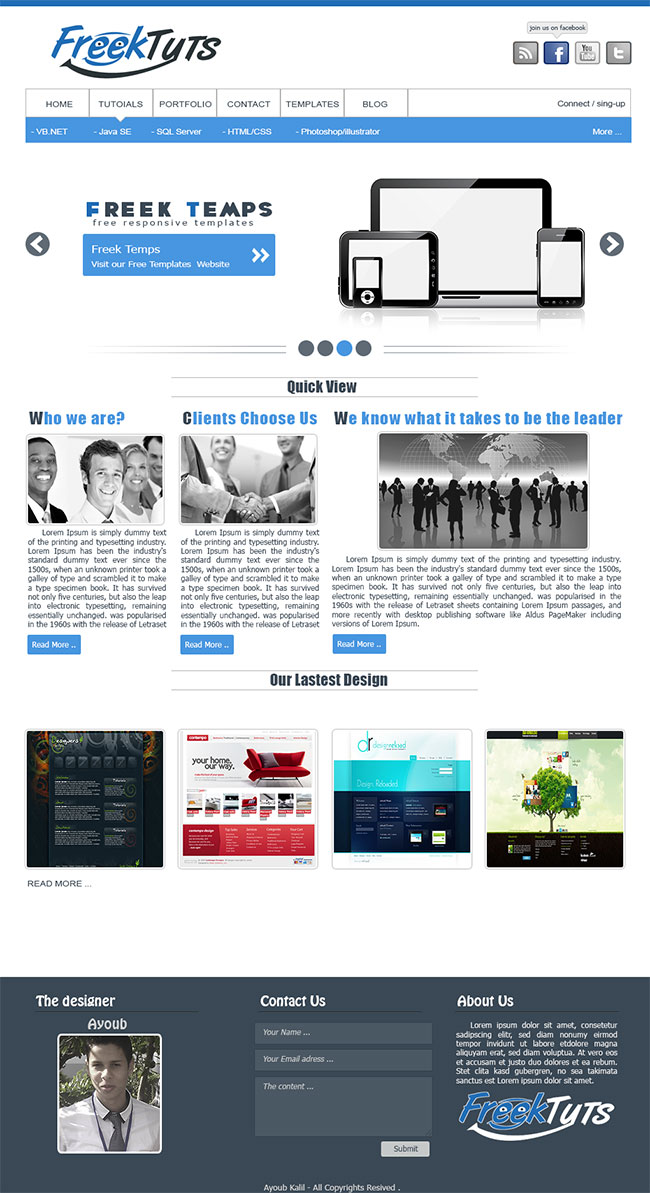 FreekTuts
join us on facebook
You Tube
HOME TUTOIALS PORTFOLIO CONTACT TEMPLATES BLOG Connect / sing-up
- VB.NET - Java SE - SQL Server - HTML/CSS - Photoshop/illustrator More ...
FREEK TEMPS
free responsive templates
Freek Temps
Visit our Free Templates Website
Quick View
Who we are?
Lorem Ipsum is simply dummy text
of the printing and typesetting industry.
Lorem Ipsum has been the industry's
standard dummy text ever since the
1500s, when an unknown printer took a
galley of type and scrambled it to make
a type specimen book. It has survived
not only five centuries, but also the leap
into electronic typesetting, remaining
essentially unchanged. was popularised
in the 1960s with the release of Letraset
Read More ..
Clients Choose Us
Lorem Ipsum is simply dummy text
of the printing and typesetting industry.
Lorem Ipsum has been the industry's
standard dummy text ever since the
1500s, when an unknown printer took a
galley of type and scrambled it to make
a type specimen book. It has survived
not only five centuries, but also the leap
into electronic typesetting, remaining
essentially unchanged. was popularised
in the 1960s with the release of Letraset
Read More ..
We know what it takes to be the leader
Lorem Ipsum is simply dummy text of the printing and typesetting industry.
Lorem Ipsum has been the industry's standard dummy text ever since the 1500s,
when an unknown printer took a galley of type and scrambled it to make a type
specimen book. It has survived not only five centuries, but also the leap into
electronic typesetting, remaining essentially unchanged. was popularised in the
1960s with the release of Letraset sheets containing Lorem Ipsum passages, and
more recently with desktop publishing software like Aldus PageMaker including
versions of Lorem Ipsum.
Read More ..
Our Lastest Design
your home.
our way.
Design Reloaded
READ MORE ...
The designer
Ayoub
Contact Us
Your Name ...
Your Email adress ...
The content ...
Submit
About Us
Lorem ipsum dolor sit amet, consetetur
sadipscing elitr, sed diam nonumy eirmod
tempor invidunt ut labore etdolore magna
aliquyam erat, sed diam voluptua. At vero eos
et accusam et justo duo dolores et ea rebum.
Stet clita kasd gubergren, no sea takimata
sanctus est Lorem ipsum dolor sit amet.
FreekTuts
Ayoub Kalil - All Copyrights Resived .